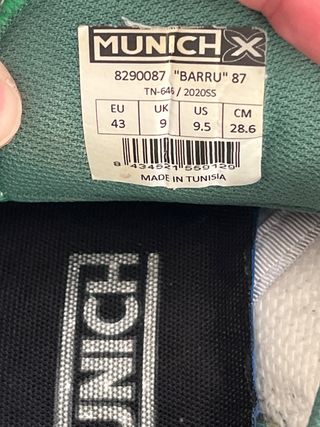 MUNICH X
8290087 "BARRU" 87
TN-646 / 2020SS
EU UK US CM
43 9 9.5 28.6
8 434521 559129
MADE IN TUNISIA
UNICH